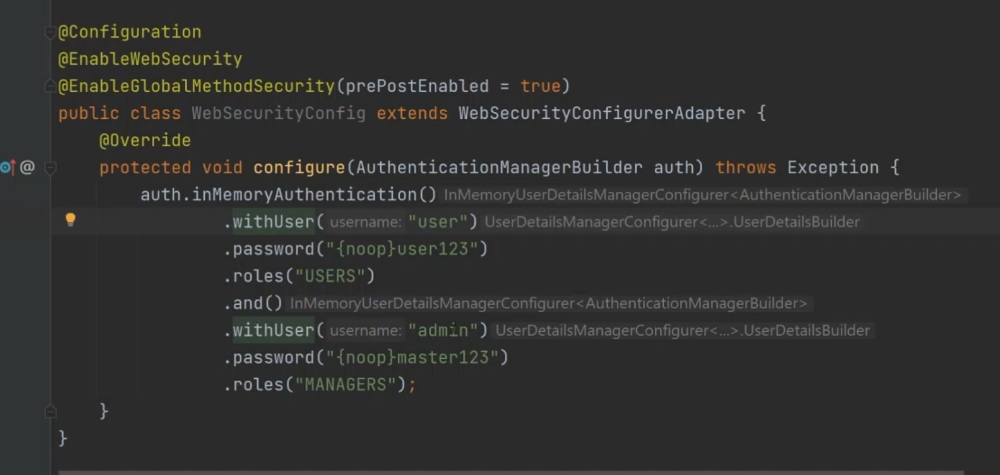 @Configuration
@EnableWebSecurity
@EnableGlobalMethodSecurity(prePostEnabled = true)
public class WebSecurityConfig extends WebSecurityConfigurerAdapter {
@Override
@
protected void configure(AuthenticationManagerBuilder auth) throws Exception {
auth.inMemoryAuthentication() InMemoryUserDetailsManagerConfigurer<AuthenticationManagerBuilder>
.withUser( username: "user") UserDetailsManagerConfigurer<...>.UserDetailsBuilder
.password("{noop}user123")
.roles("USERS")
.and() InMemoryUserDetailsManagerConfigurer<AuthenticationManagerBuilder>
.withUser( username: "admin") UserDetailsManagerConfigurer<...>.UserDetailsBuilder
.password("{noop}master123")
.roles("MANAGERS");
}
}